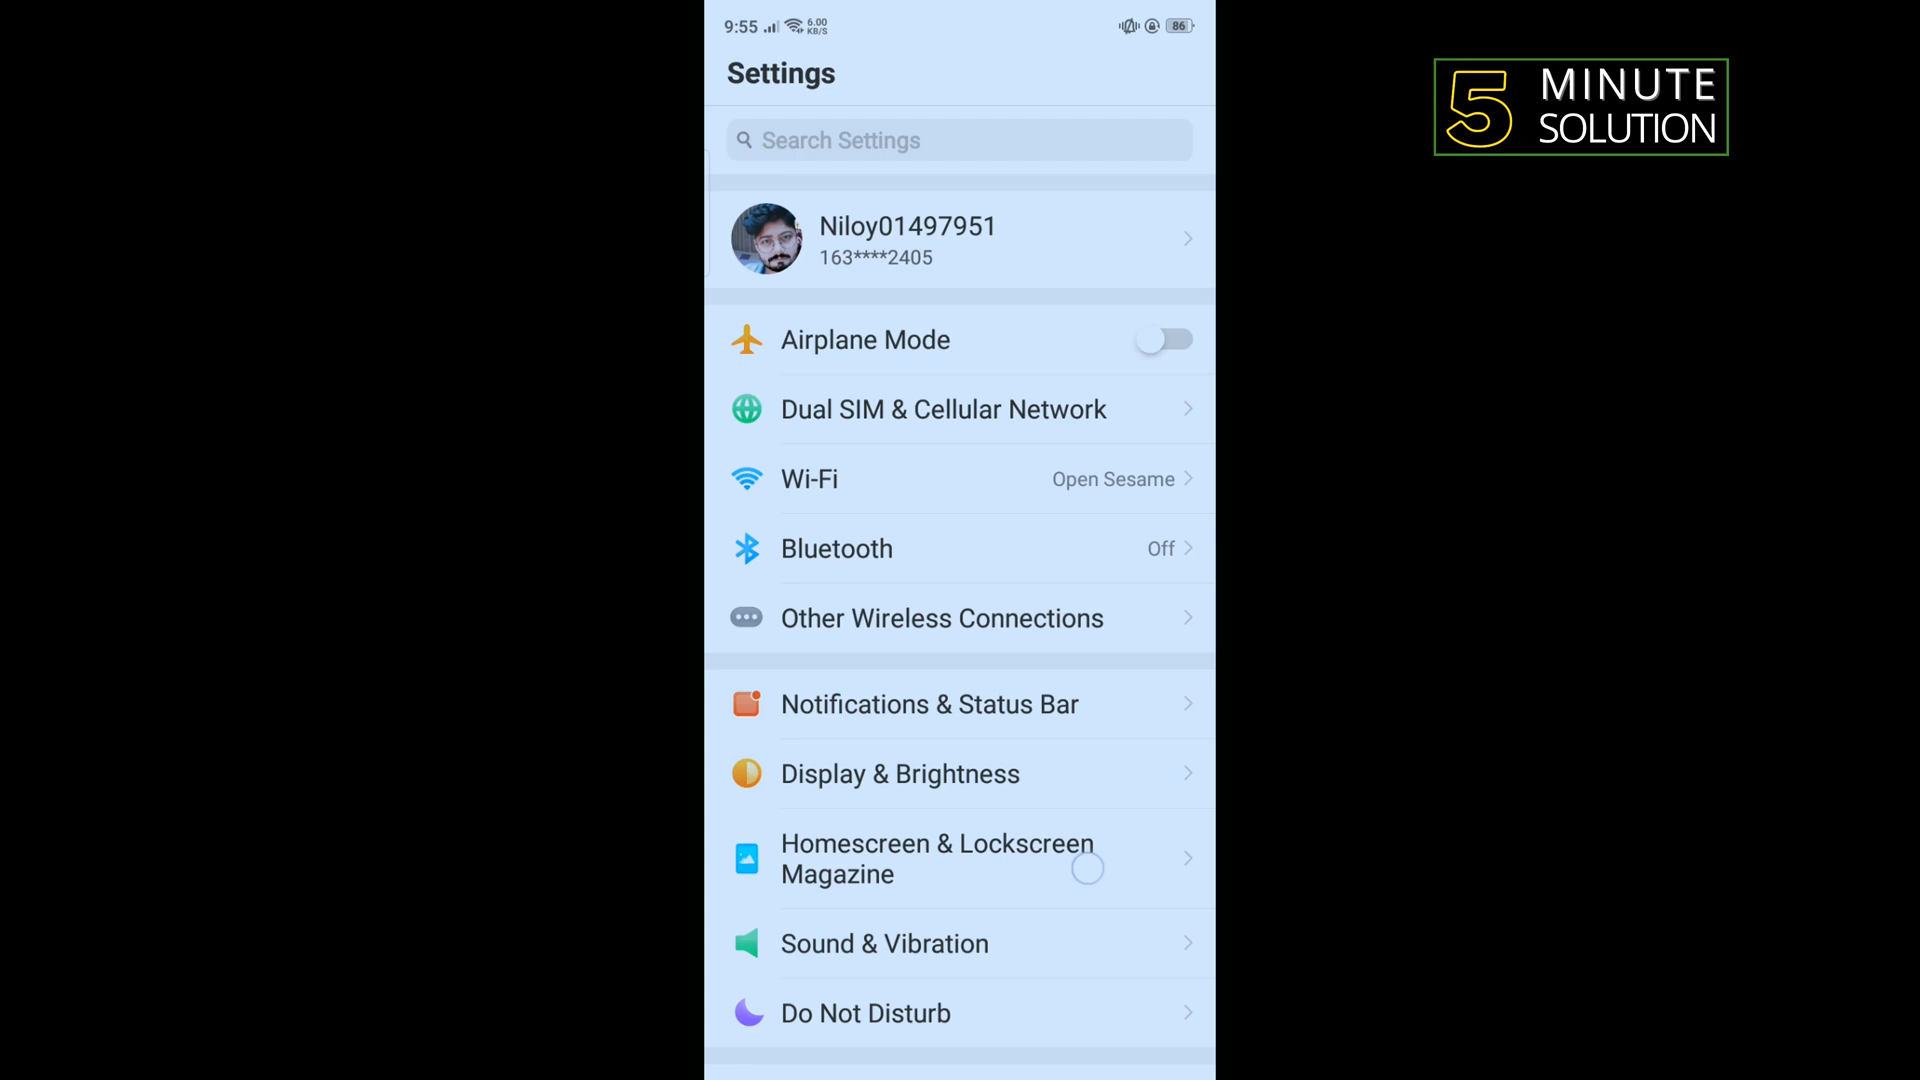 9:55 6.00 KB/S 86
5 MINUTE SOLUTION
Settings
Search Settings
Niloy01497951
163****2405
Airplane Mode
Dual SIM & Cellular Network
Wi-Fi Open Sesame
Bluetooth Off
Other Wireless Connections
Notifications & Status Bar
Display & Brightness
Homescreen & Lockscreen
Magazine
Sound & Vibration
Do Not Disturb